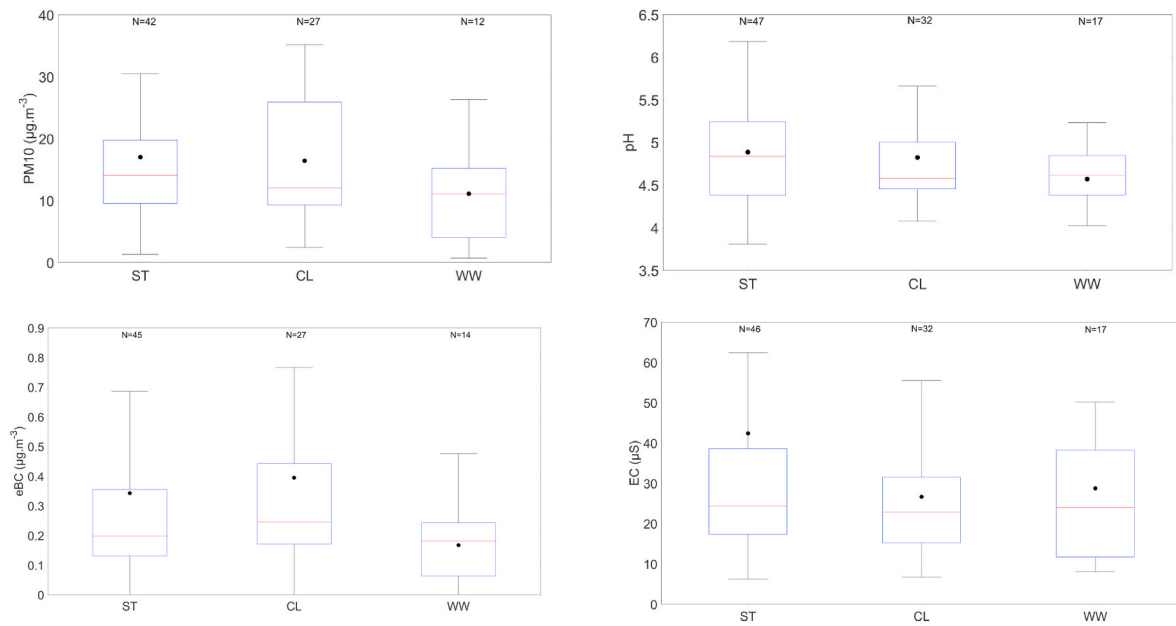 40
N=42
N=27
N=12
30
PM10 (µg.m⁻³)
20
10
0
ST
CL
WW
6.5
N=47
N=32
N=17
6
5.5
pH
5
4.5
4
3.5
ST
CL
WW
0.9
N=45
N=27
N=14
0.8
0.7
0.6
eBC (µg.m⁻³)
0.5
0.4
0.3
0.2
0.1
0
ST
CL
WW
70
N=46
N=32
N=17
60
50
EC (µS)
40
30
20
10
0
ST
CL
WW